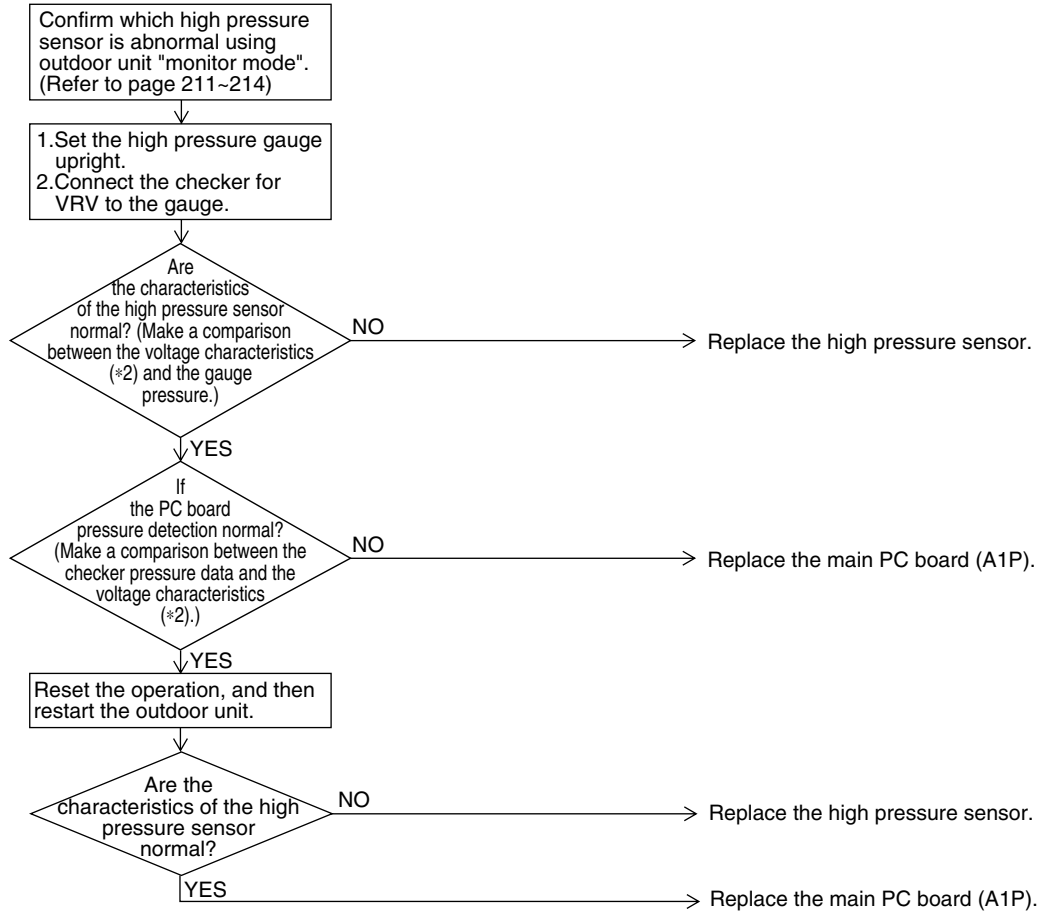 Confirm which high pressure
sensor is abnormal using
outdoor unit "monitor mode".
(Refer to page 211~214)
1.Set the high pressure gauge
upright.
2.Connect the checker for
VRV to the gauge.
Are
the characteristics
of the high pressure sensor
normal? (Make a comparison
between the voltage characteristics
(*2) and the gauge
pressure.)
NO
Replace the high pressure sensor.
YES
If
the PC board
pressure detection normal?
(Make a comparison between the
checker pressure data and the
voltage characteristics
(*2).)
NO
Replace the main PC board (A1P).
YES
Reset the operation, and then
restart the outdoor unit.
Are the
characteristics of the high
pressure sensor
normal?
NO
Replace the high pressure sensor.
YES
Replace the main PC board (A1P).